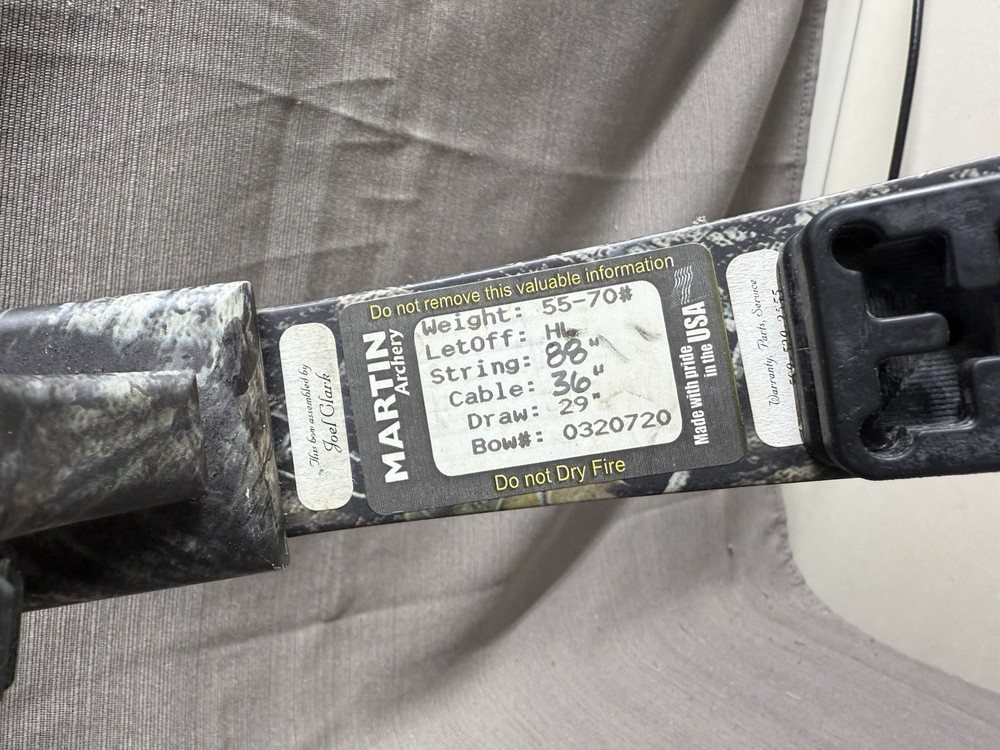 This bow assembled by
Joel Clark
MARTIN
Archery
Do not remove this valuable information
Weight: 55-70#
LetOff: HL
String: 88"
Cable: 36"
Draw: 29"
Bow#: 0320720
Do not Dry Fire
Made with pride
in the USA
Warranty, Parts, Service